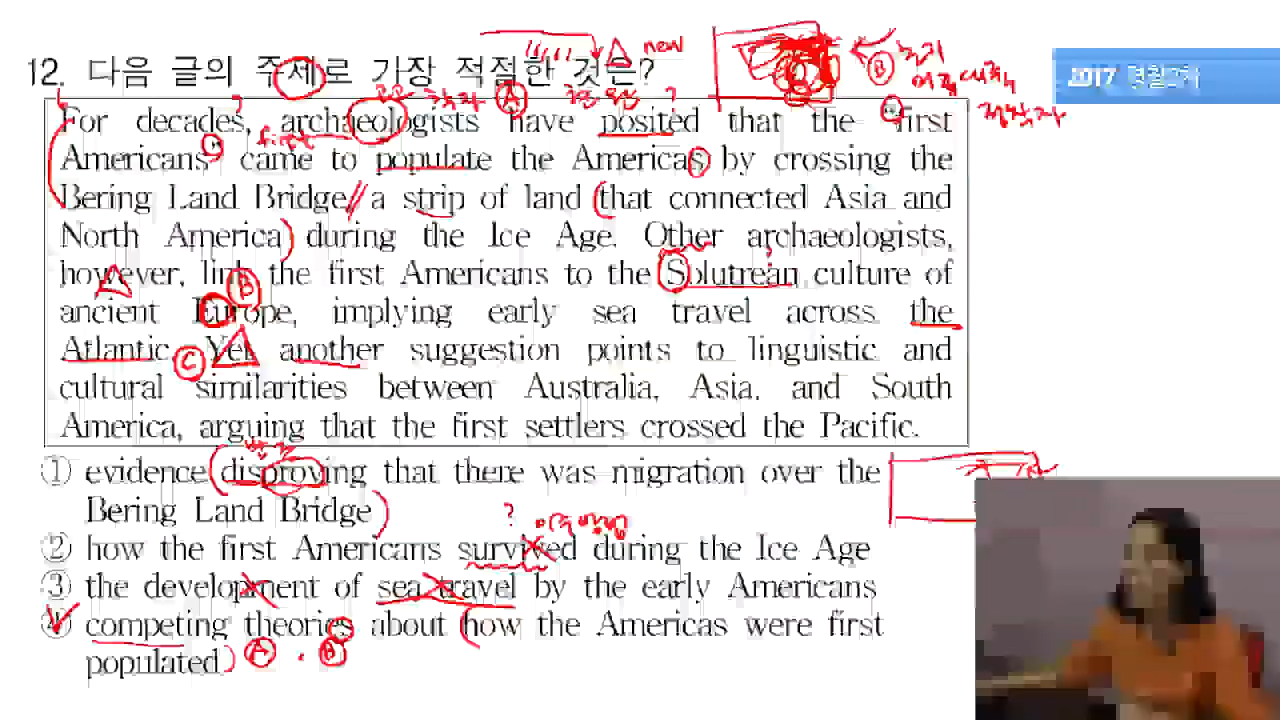 12. 다음 글의 주제로 가장 적절한 것은?
new
2017 경찰2차
For decades, archaeologists have posited that the "first
Americans" came to populate the Americas by crossing the
Bering Land Bridge, a strip of land that connected Asia and
North America during the Ice Age. Other archaeologists,
however, link the first Americans to the Solutrean culture of
ancient Europe, implying early sea travel across the
Atlantic. Yet another suggestion points to linguistic and
cultural similarities between Australia, Asia, and South
America, arguing that the first settlers crossed the Pacific.
① evidence disproving that there was migration over the
Bering Land Bridge
② how the first Americans survived during the Ice Age
③ the development of sea travel by the early Americans
④ competing theories about how the Americas were first
populated